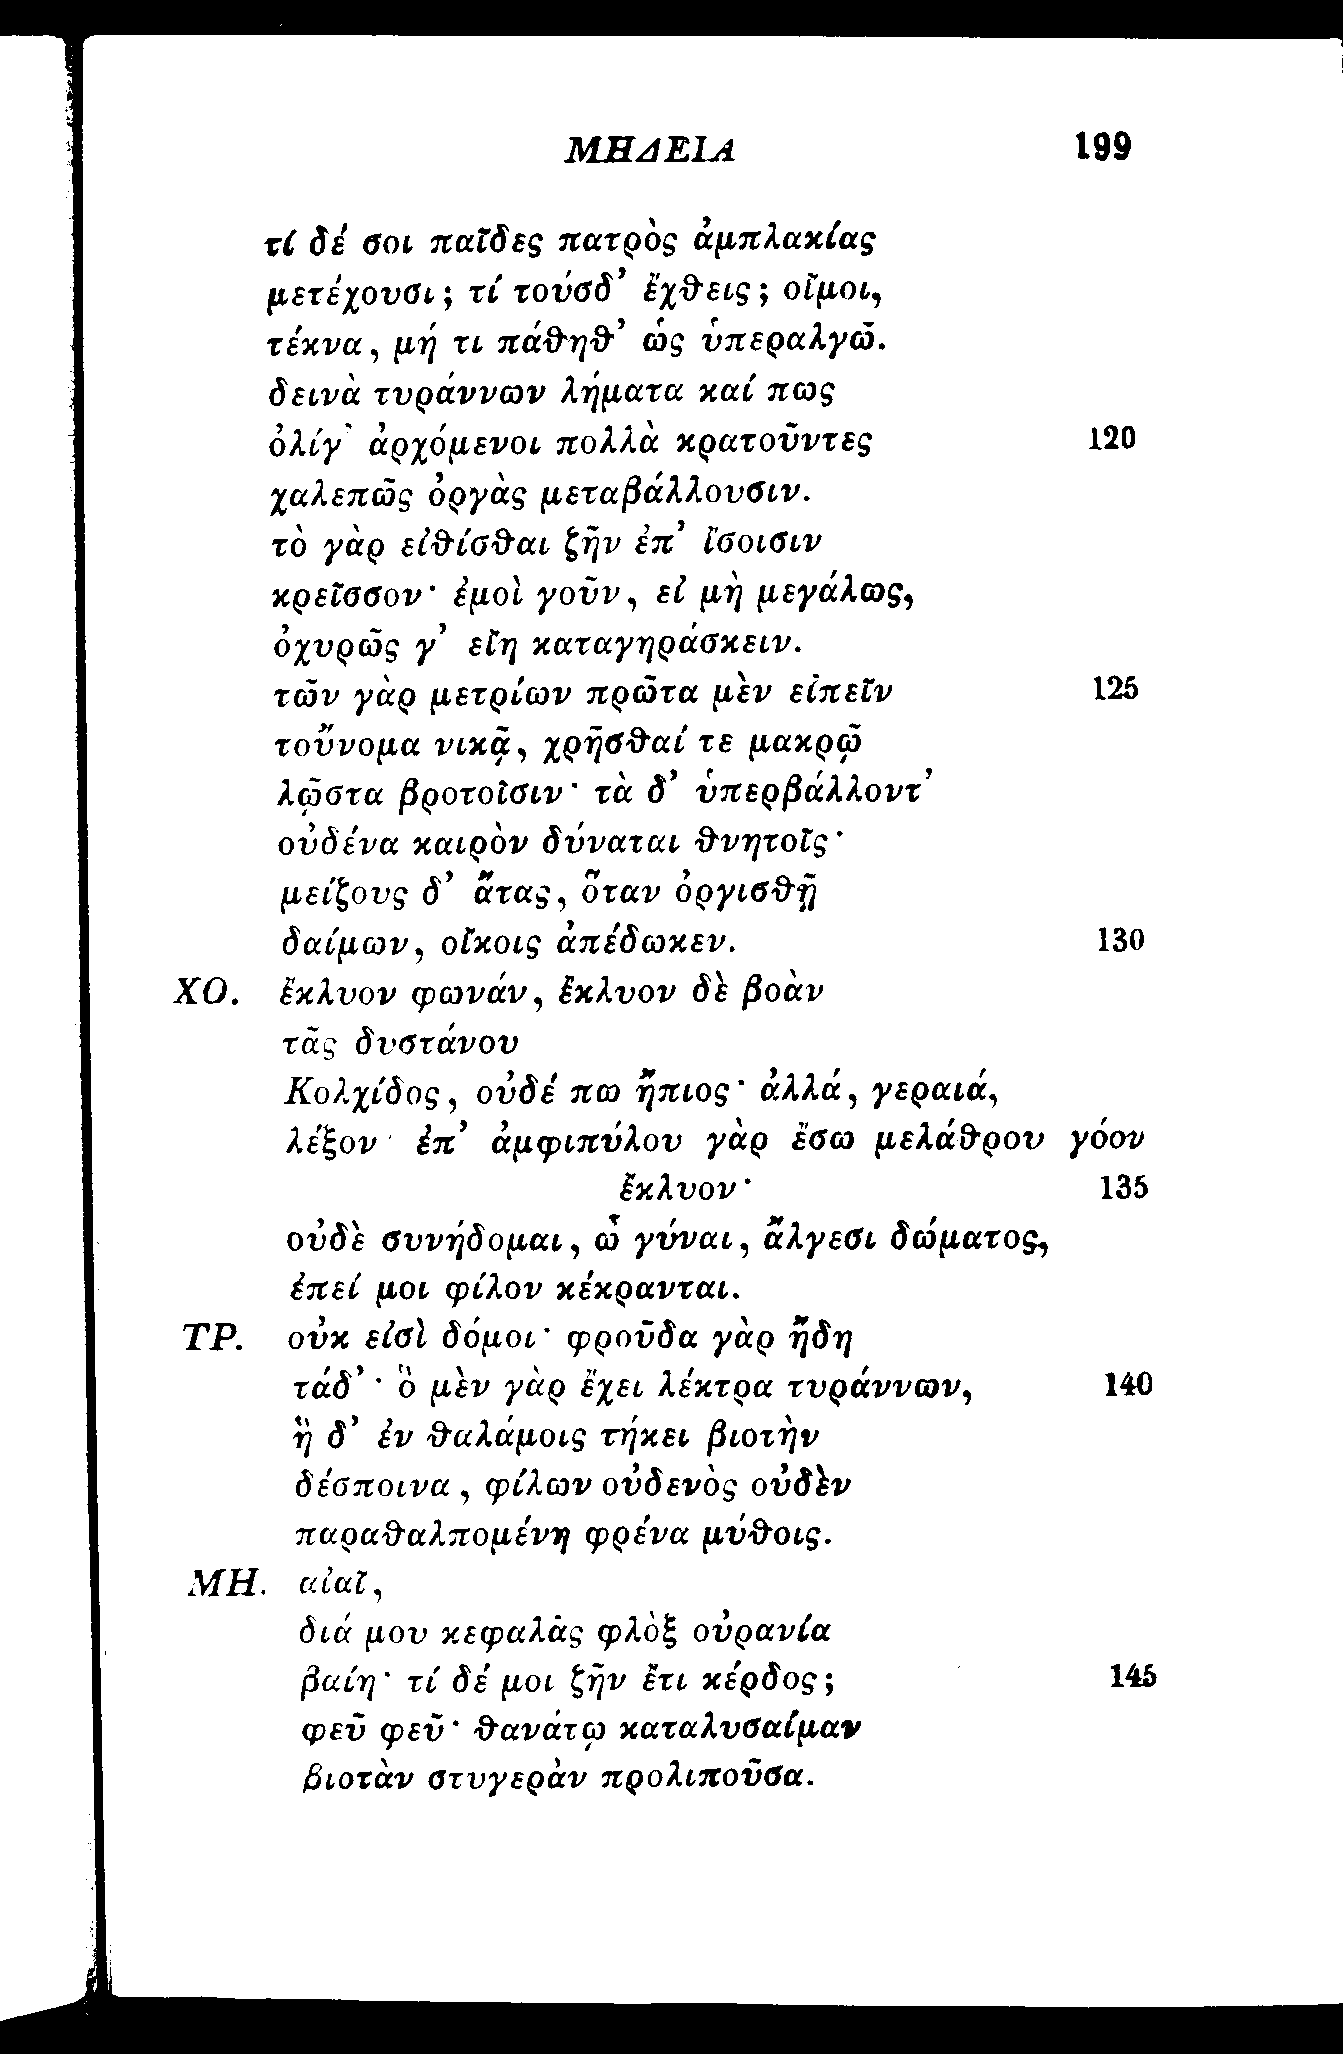 ΜΗΔΕΙΑ 199
τί δέ σοι παῖδες πατρὸς ἀμπλακίας
μετέχουσι; τί τούσδ’ ἔχθεις; οἴμοι,
τέκνα, μή τι πάθηθ’ ὡς ὑπεραλγῶ.
δεινὰ τυράννων λήματα καί πως
ὀλίγ’ ἀρχόμενοι πολλὰ κρατοῦντες 120
χαλεπῶς ὀργὰς μεταβάλλουσιν.
τὸ γὰρ εἰθίσθαι ζῆν ἐπ’ ἴσοισιν
κρεῖσσον· ἐμοὶ γοῦν, εἰ μὴ μεγάλως,
ὀχυρῶς γ’ εἴη καταγηράσκειν.
τῶν γὰρ μετρίων πρῶτα μὲν εἰπεῖν 125
τοὔνομα νικᾷ, χρῆσθαί τε μακρῷ
λῷστα βροτοῖσιν· τὰ δ’ ὑπερβάλλοντ’
οὐδένα καιρὸν δύναται θνητοῖς·
μείζους δ’ ἄτας, ὅταν ὀργισθῇ
δαίμων, οἴκοις ἀπέδωκεν. 130
ΧΟ. ἔκλυον φωνάν, ἔκλυον δὲ βοὰν
τᾶς δυστάνου
Κολχίδος, οὐδέ πω ἤπιος· ἀλλά, γεραιά,
λέξον· ἐπ’ ἀμφιπύλου γὰρ ἔσω μελάθρου γόον
ἔκλυον· 135
οὐδὲ συνήδομαι, ὦ γύναι, ἄλγεσι δώματος,
ἐπεί μοι φίλον κέκρανται.
ΤΡ. οὐκ εἰσὶ δόμοι· φροῦδα γὰρ ἤδη
τάδ’· ὃ μὲν γὰρ ἔχει λέκτρα τυράννων, 140
ἣ δ’ ἐν θαλάμοις τήκει βιοτὴν
δέσποινα, φίλων οὐδενὸς οὐδὲν
παραθαλπομένη φρένα μύθοις.
ΜΗ. αἰαῖ,
διά μου κεφαλᾶς φλὸξ οὐρανία
βαίη· τί δέ μοι ζῆν ἔτι κέρδος; 145
φεῦ φεῦ· θανάτῳ καταλυσαίμαν
βιοτὰν στυγερὰν προλιποῦσα.